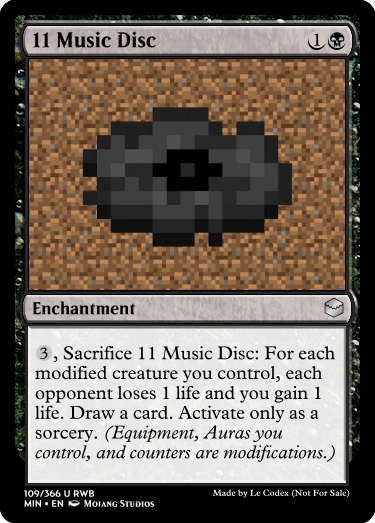 11 Music Disc 1
Enchantment
3, Sacrifice 11 Music Disc: For each
modified creature you control, each
opponent loses 1 life and you gain 1
life. Draw a card. Activate only as a
sorcery. (Equipment, Auras you
control, and counters are modifications.)
109/366 U RWB
MIN • EN Mojang Studios
Made by Le Codex (Not For Sale)